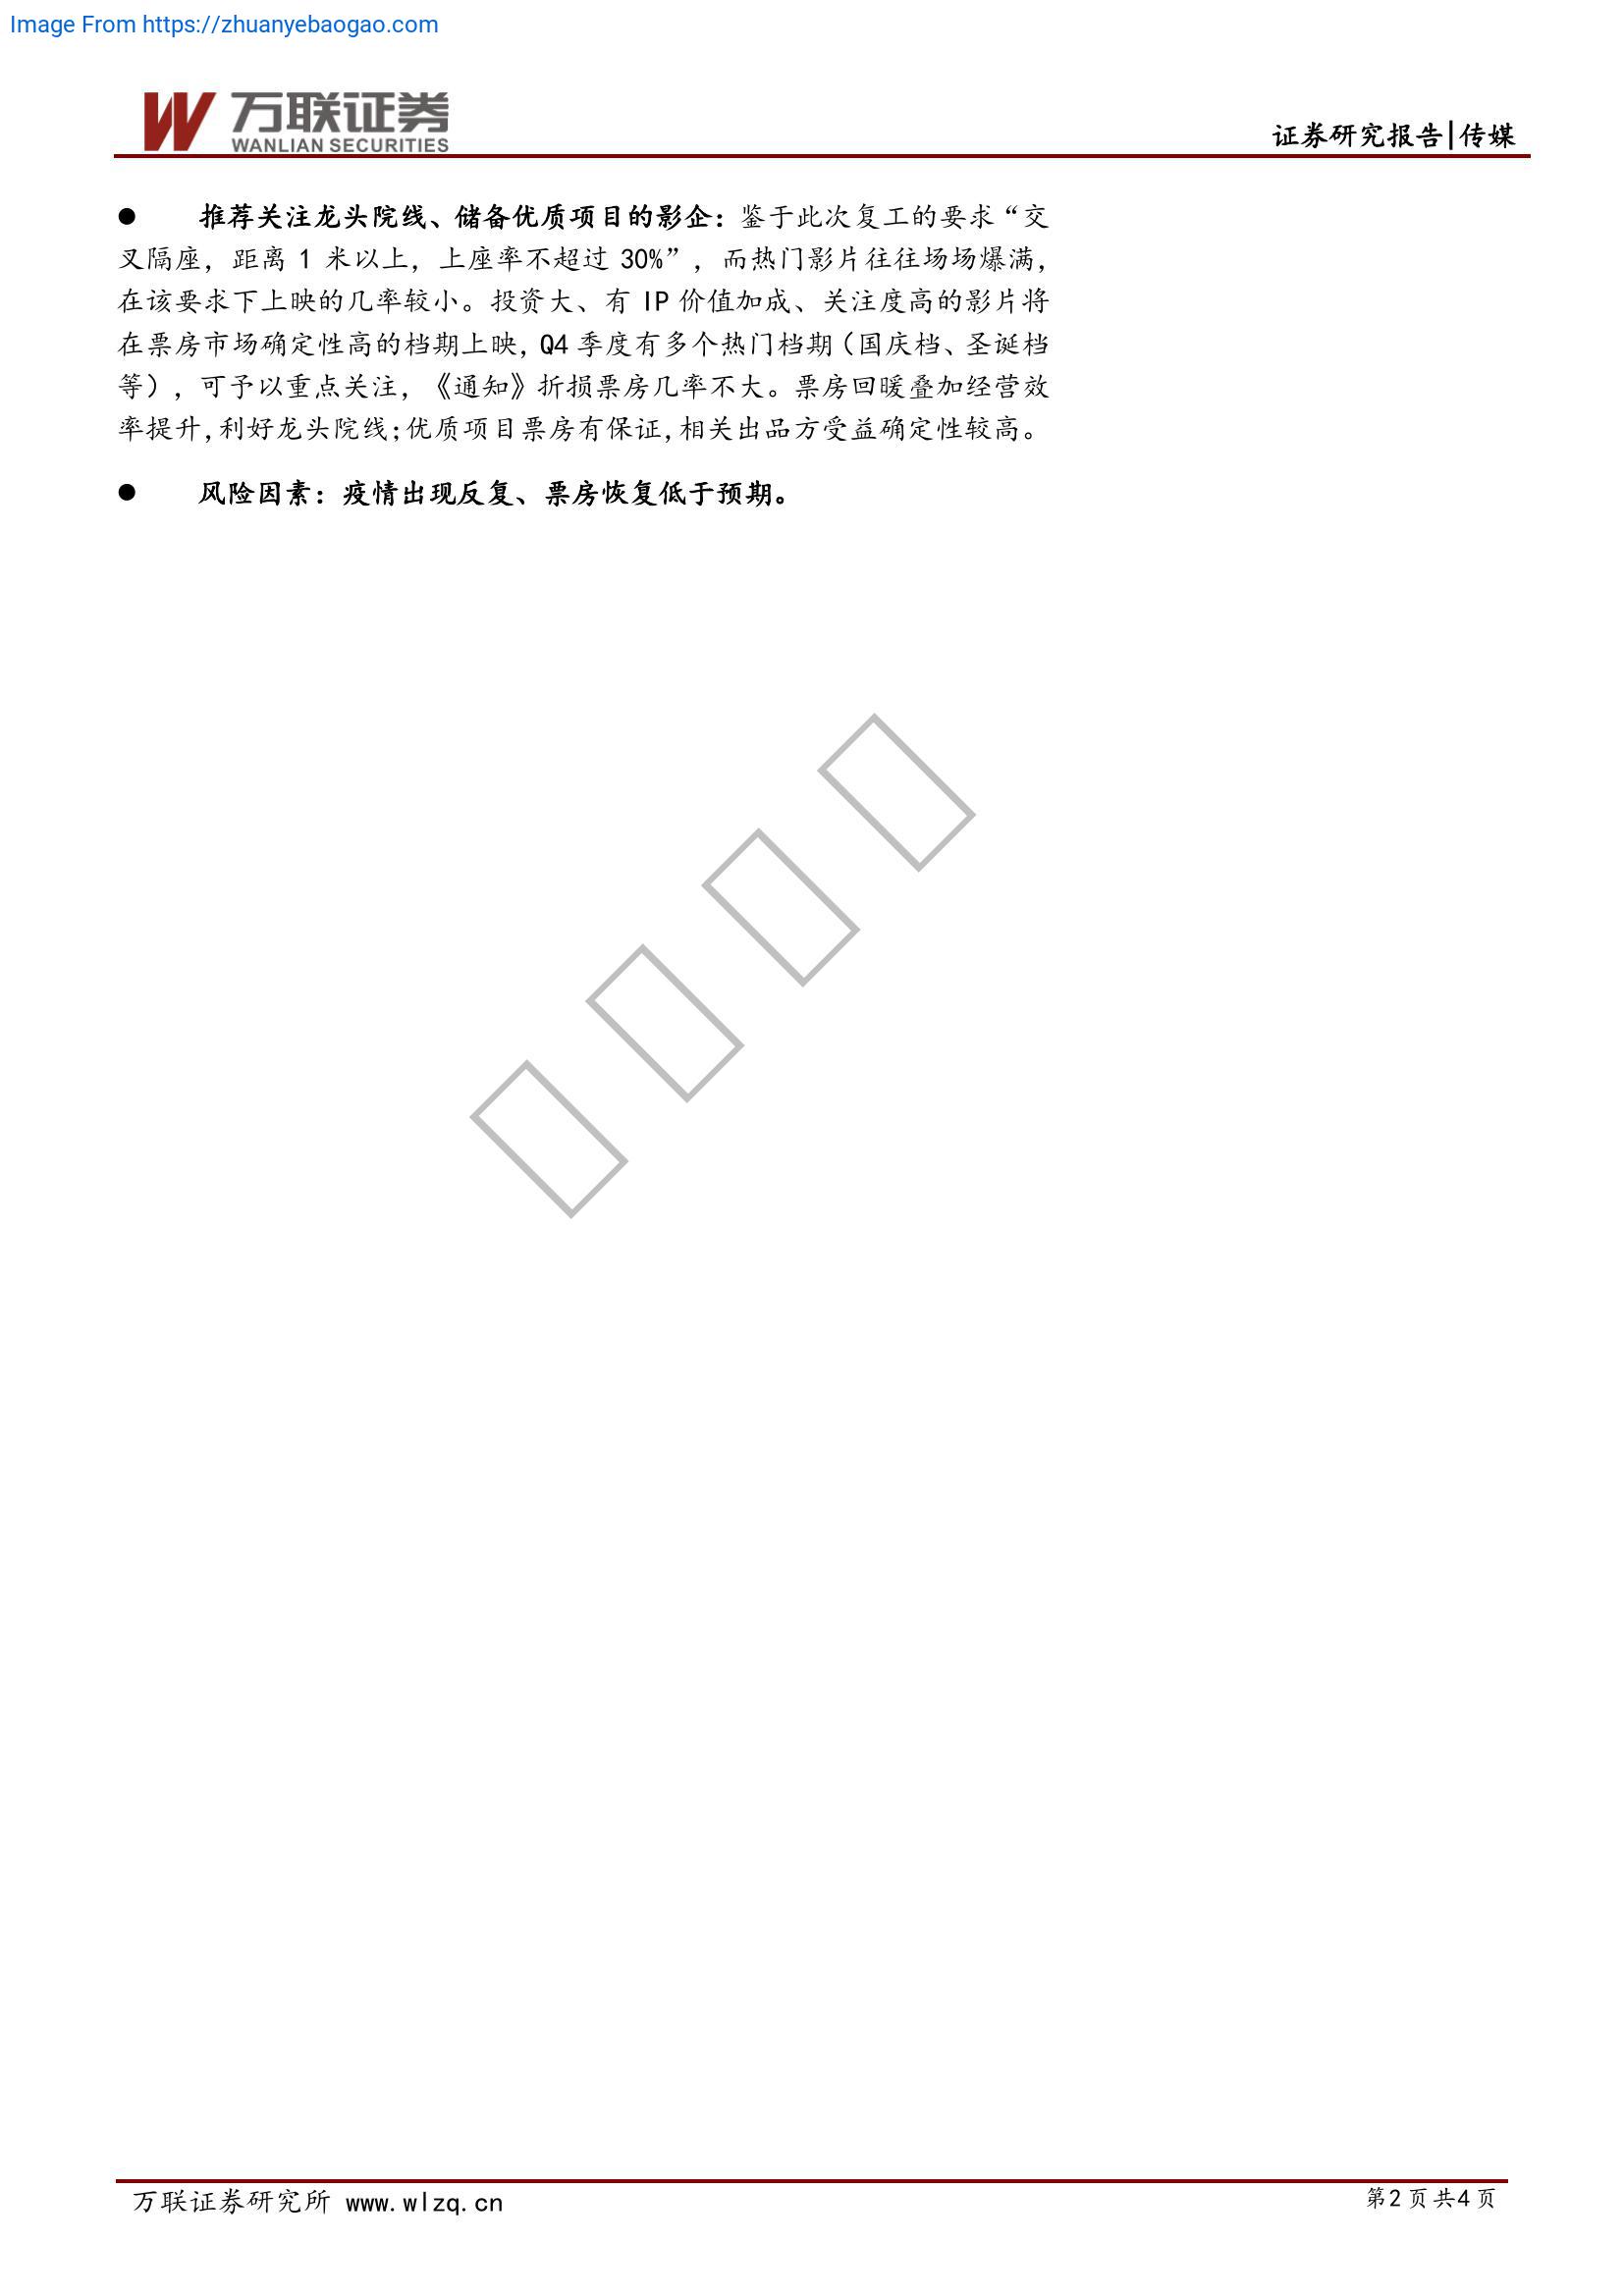 Image From https://zhuanyebaogao.com
万联证券
WANLIAN SECURITIES
证券研究报告|传媒
● 推荐关注龙头院线、储备优质项目的影企：鉴于此次复工的要求“交
叉隔座，距离 1 米以上，上座率不超过 30%”，而热门影片往往场场爆满，
在该要求下上映的几率较小。投资大、有 IP 价值加成、关注度高的影片将
在票房市场确定性高的档期上映，Q4 季度有多个热门档期（国庆档、圣诞档
等），可予以重点关注，《通知》折损票房几率不大。票房回暖叠加经营效
率提升，利好龙头院线；优质项目票房有保证，相关出品方受益确定性较高。
● 风险因素：疫情出现反复、票房恢复低于预期。
万联证券研究所 www.wlzq.cn
第2页共4页